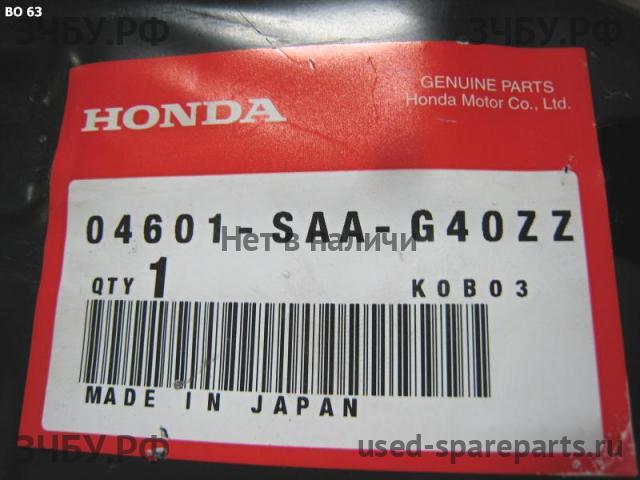 BO 63
ЗЧБУ.РФ
ЗЧБУ.РФ
HONDA
GENUINE PARTS
Honda Motor Co., Ltd.
04601-SAA-G40ZZ
Нет в наличи
QTY 1
K0B03
MADE IN JAPAN
ЗЧБУ.РФ
used-spareparts.ru